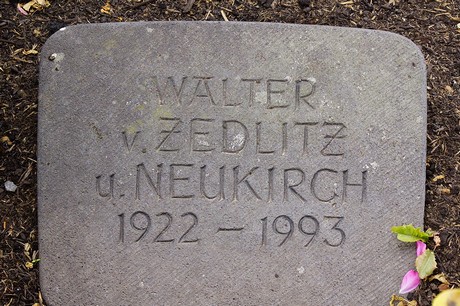 WALTER
v. ZEDLITZ
u. NEUKIRCH
1922 – 1993